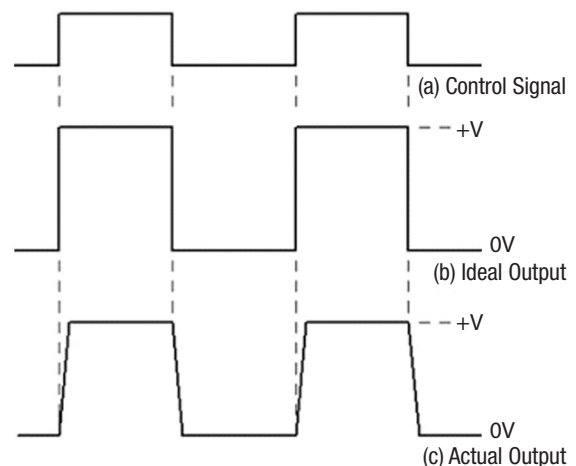 (a) Control Signal
+V
0V
(b) Ideal Output
+V
0V
(c) Actual Output